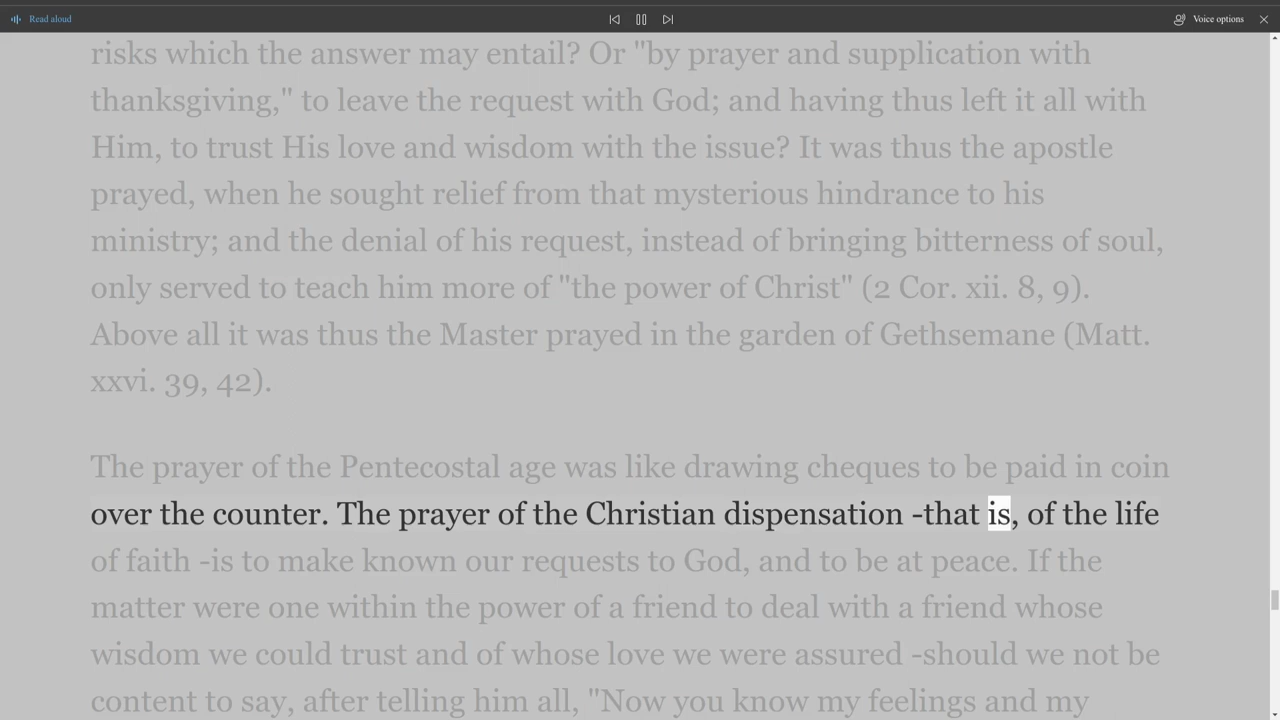 Read aloud
Voice options
risks which the answer may entail? Or "by prayer and supplication with
thanksgiving," to leave the request with God; and having thus left it all with
Him, to trust His love and wisdom with the issue? It was thus the apostle
prayed, when he sought relief from that mysterious hindrance to his
ministry; and the denial of his request, instead of bringing bitterness of soul,
only served to teach him more of "the power of Christ" (2 Cor. xii. 8, 9).
Above all it was thus the Master prayed in the garden of Gethsemane (Matt.
xxvi. 39, 42).
The prayer of the Pentecostal age was like drawing cheques to be paid in coin
over the counter. The prayer of the Christian dispensation -that is, of the life
of faith -is to make known our requests to God, and to be at peace. If the
matter were one within the power of a friend to deal with a friend whose
wisdom we could trust and of whose love we were assured -should we not be
content to say, after telling him all, "Now you know my feelings and my